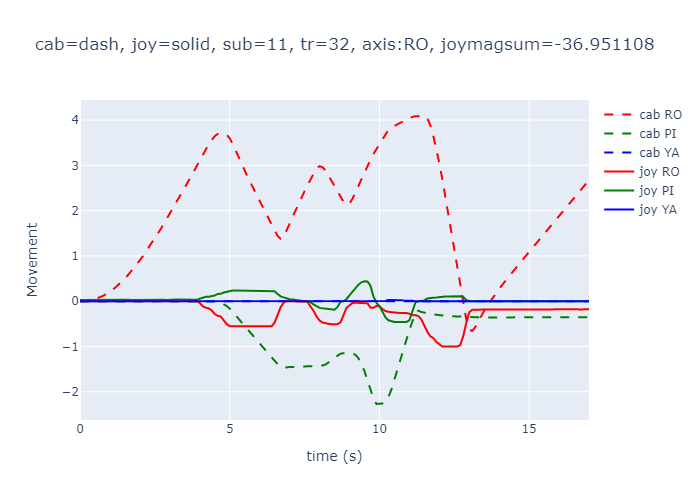 cab=dash, joy=solid, sub=11, tr=32, axis:RO, joymagsum=-36.951108
cab RO
cab PI
cab YA
joy RO
joy PI
joy YA
Movement
4
3
2
1
0
−1
−2
0
5
10
15
time (s)